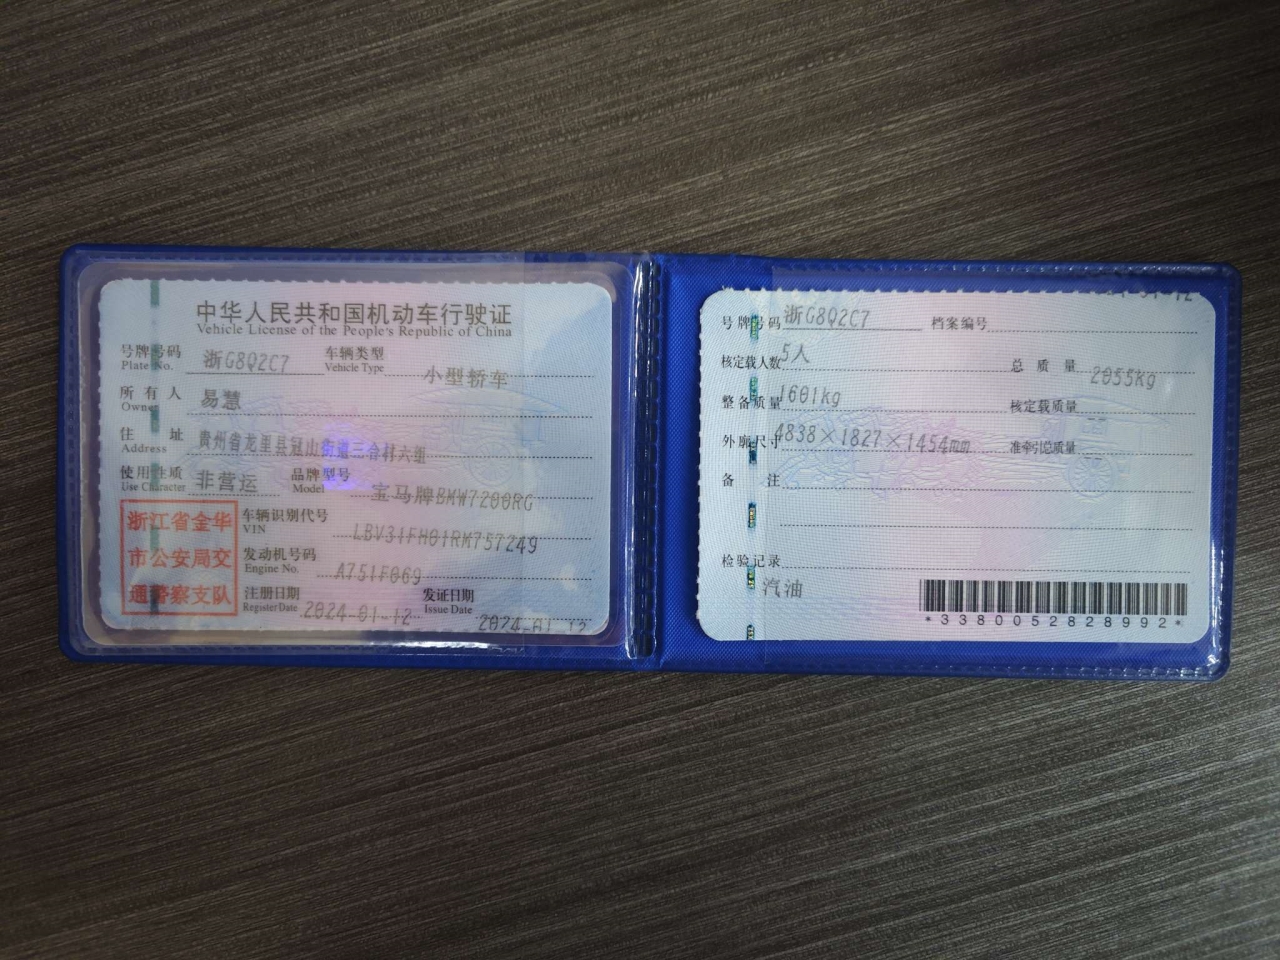 中华人民共和国机动车行驶证
Vehicle License of the People's Republic of China
号牌号码 浙G8Q2C7 车辆类型 小型轿车
Plate No. Vehicle Type
所有人 易慧
Owner
住址 贵州省龙里县冠山街道三合村六组
Address
使用性质 非营运 品牌型号 宝马牌BMW7200RG
Use Character Model
浙江省金华
市公安局交
通警察支队
车辆识别代号 LBV31FH01RM757249
VIN
发动机号码 A751F069
Engine No.
注册日期 2024-01-12 发证日期 2024-01-12
Register Date Issue Date
号牌号码 浙G8Q2C7 档案编号
核定载人数 5人 总质量 2055kg
整备质量 1601kg 核定载质量 --
外廓尺寸 4838×1827×1454mm 准牵引总质量
备注
检验记录
汽油
*3380052828992*